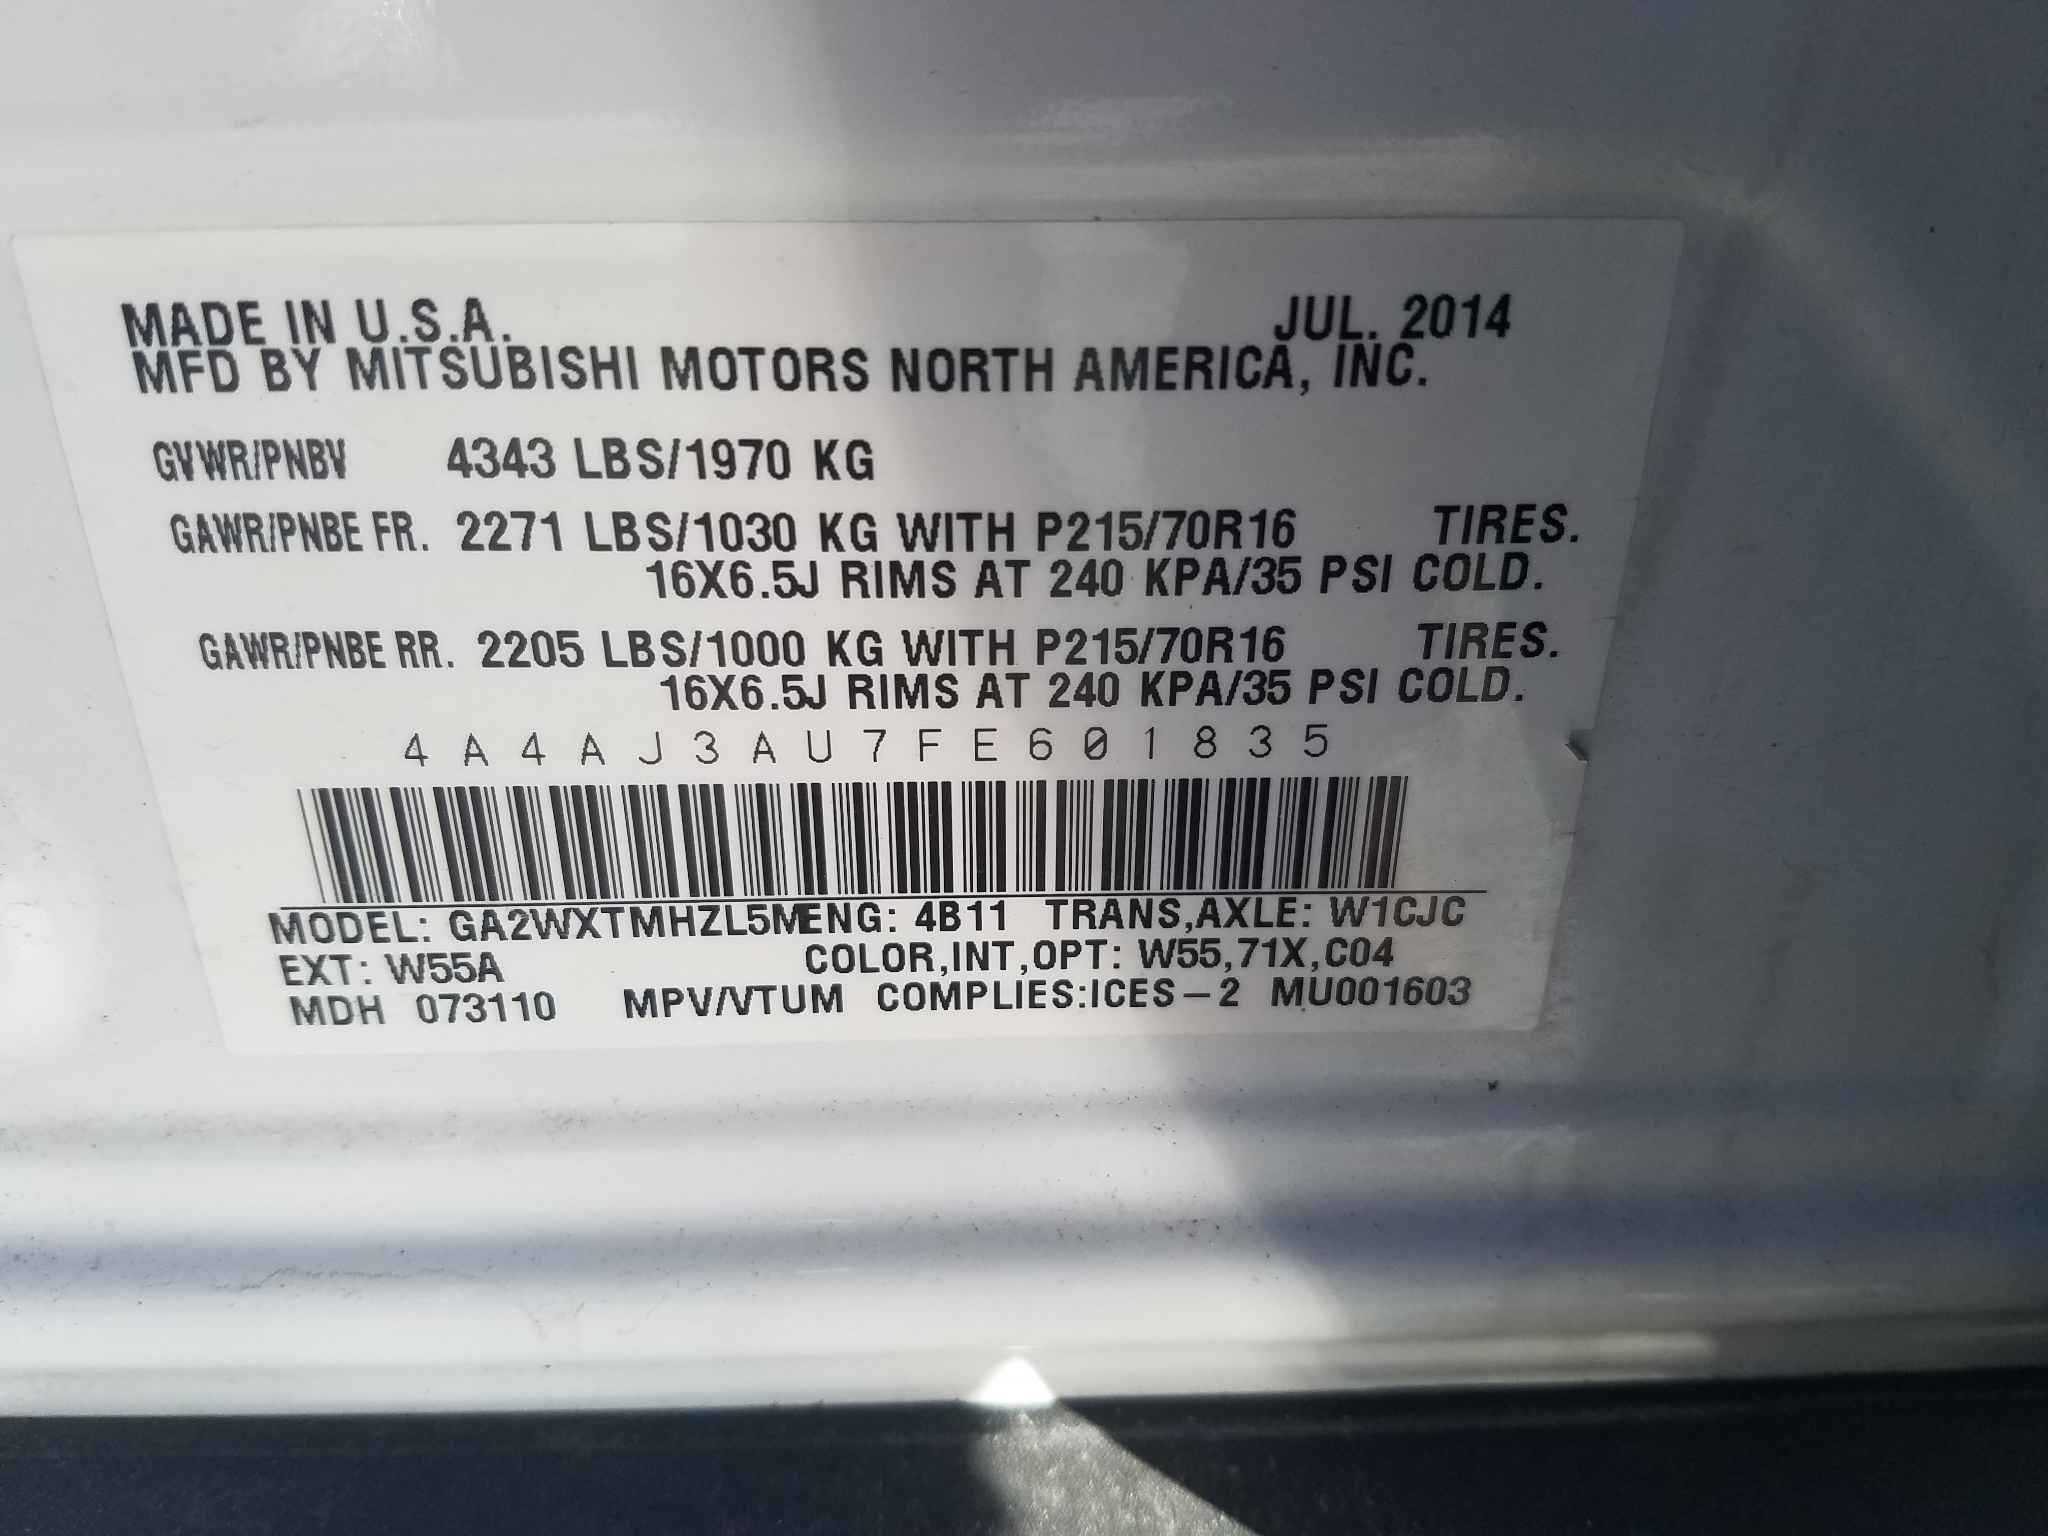 MADE IN U.S.A. JUL. 2014
MFD BY MITSUBISHI MOTORS NORTH AMERICA, INC.
GVWR/PNBV 4343 LBS/1970 KG
GAWR/PNBE FR. 2271 LBS/1030 KG WITH P215/70R16 TIRES.
16X6.5J RIMS AT 240 KPA/35 PSI COLD.
GAWR/PNBE RR. 2205 LBS/1000 KG WITH P215/70R16 TIRES.
16X6.5J RIMS AT 240 KPA/35 PSI COLD.
4A4AJ3AU7FE601835
MODEL: GA2WXTMHZL5M ENG: 4B11 TRANS,AXLE: W1CJC
EXT: W55A COLOR,INT,OPT: W55,71X,C04
MDH 073110 MPV/VTUM COMPLIES:ICES-2 MU001603